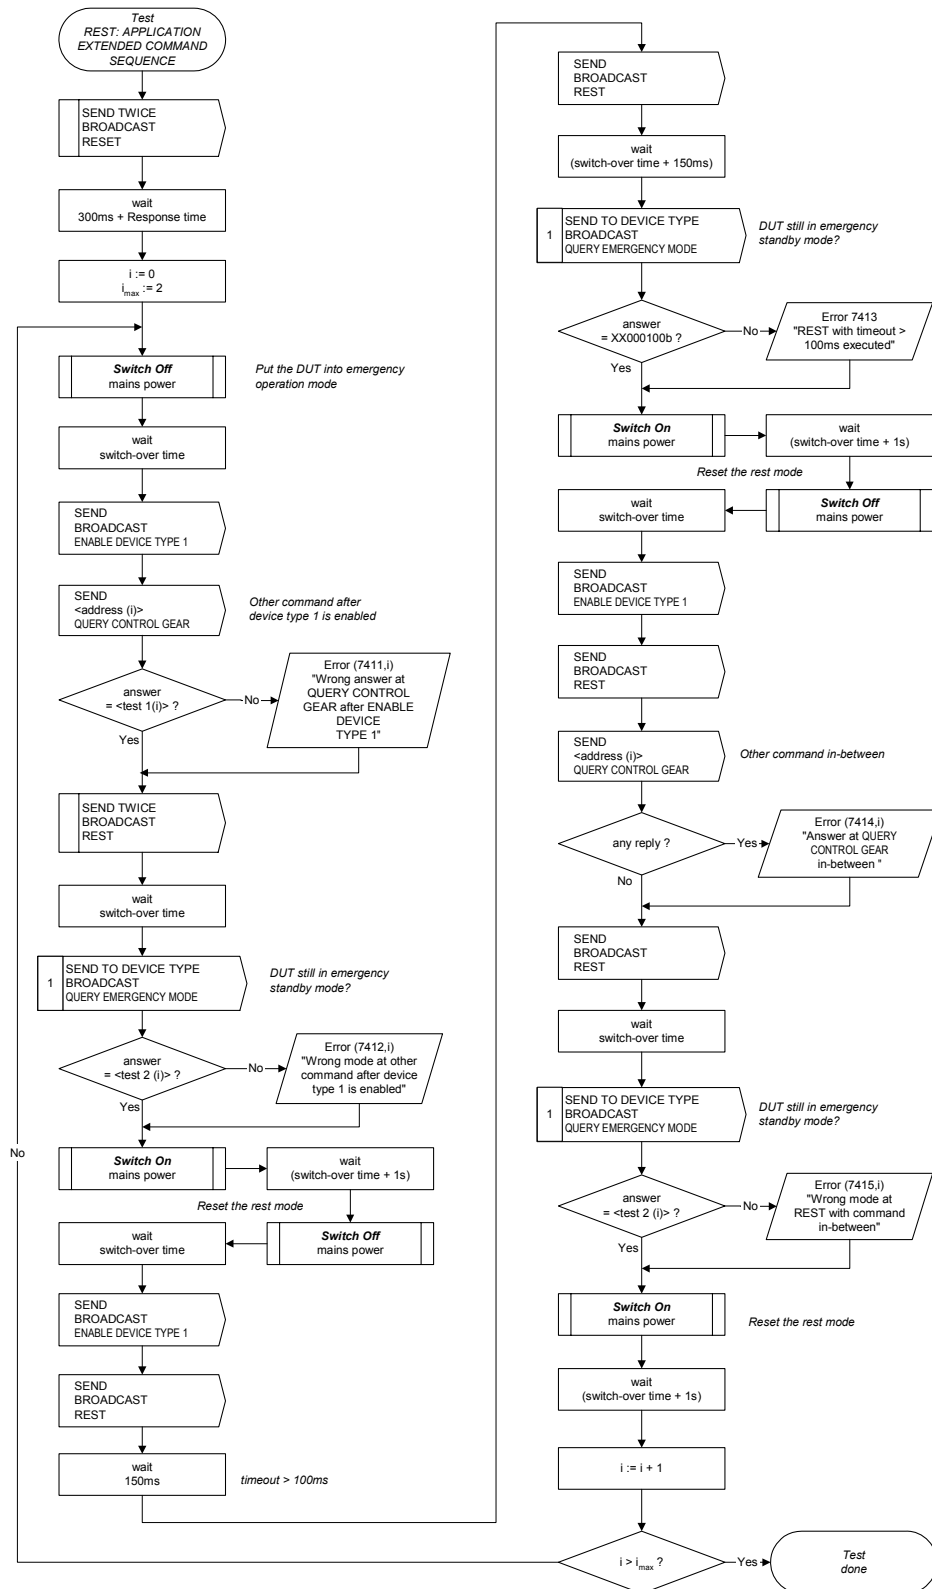 Test
REST: APPLICATION
EXTENDED COMMAND
SEQUENCE
SEND TWICE
BROADCAST
RESET
wait
300ms + Response time
i := 0
imax := 2
Switch Off
mains power
Put the DUT into emergency
operation mode
wait
switch-over time
SEND
BROADCAST
ENABLE DEVICE TYPE 1
SEND
<address (i)>
QUERY CONTROL GEAR
Other command after
device type 1 is enabled
answer
= <test 1(i)> ?
No
Error (7411,i)
"Wrong answer at
QUERY CONTROL
GEAR after ENABLE
DEVICE
TYPE 1"
Yes
SEND TWICE
BROADCAST
REST
wait
switch-over time
1
SEND TO DEVICE TYPE
BROADCAST
QUERY EMERGENCY MODE
DUT still in emergency
standby mode?
answer
= <test 2 (i)> ?
No
Error (7412,i)
"Wrong mode at other
command after device
type 1 is enabled"
Yes
No
Switch On
mains power
wait
(switch-over time + 1s)
Reset the rest mode
wait
switch-over time
Switch Off
mains power
SEND
BROADCAST
ENABLE DEVICE TYPE 1
SEND
BROADCAST
REST
wait
150ms
timeout > 100ms
SEND
BROADCAST
REST
wait
(switch-over time + 150ms)
1
SEND TO DEVICE TYPE
BROADCAST
QUERY EMERGENCY MODE
DUT still in emergency
standby mode?
answer
= XX000100b ?
No
Error 7413
"REST with timeout >
100ms executed"
Yes
Switch On
mains power
wait
(switch-over time + 1s)
Reset the rest mode
wait
switch-over time
Switch Off
mains power
SEND
BROADCAST
ENABLE DEVICE TYPE 1
SEND
BROADCAST
REST
SEND
<address (i)>
QUERY CONTROL GEAR
Other command in-between
any reply ?
Yes
Error (7414,i)
"Answer at QUERY
CONTROL GEAR
in-between "
No
SEND
BROADCAST
REST
wait
switch-over time
1
SEND TO DEVICE TYPE
BROADCAST
QUERY EMERGENCY MODE
DUT still in emergency
standby mode?
answer
= <test 2 (i)> ?
No
Error (7415,i)
"Wrong mode at
REST with command
in-between"
Yes
Switch On
mains power
Reset the rest mode
wait
(switch-over time + 1s)
i := i + 1
i > imax ?
Yes
Test
done